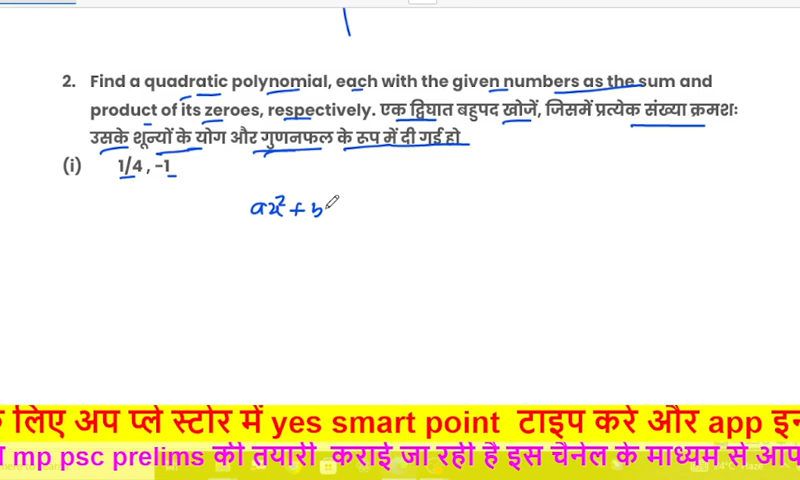 2. Find a quadratic polynomial, each with the given numbers as the sum and
product of its zeroes, respectively. एक द्विघात बहुपद खोजें, जिसमें प्रत्येक संख्या क्रमशः
उसके शून्यों के योग और गुणनफल के रूप में दी गई हो
(i) 1/4 , -1
ax² + b
लिए अप प्ले स्टोर में yes smart point टाइप करे और app इन
mp psc prelims की तयारी कराई जा रही है इस चैनेल के माध्यम से आप